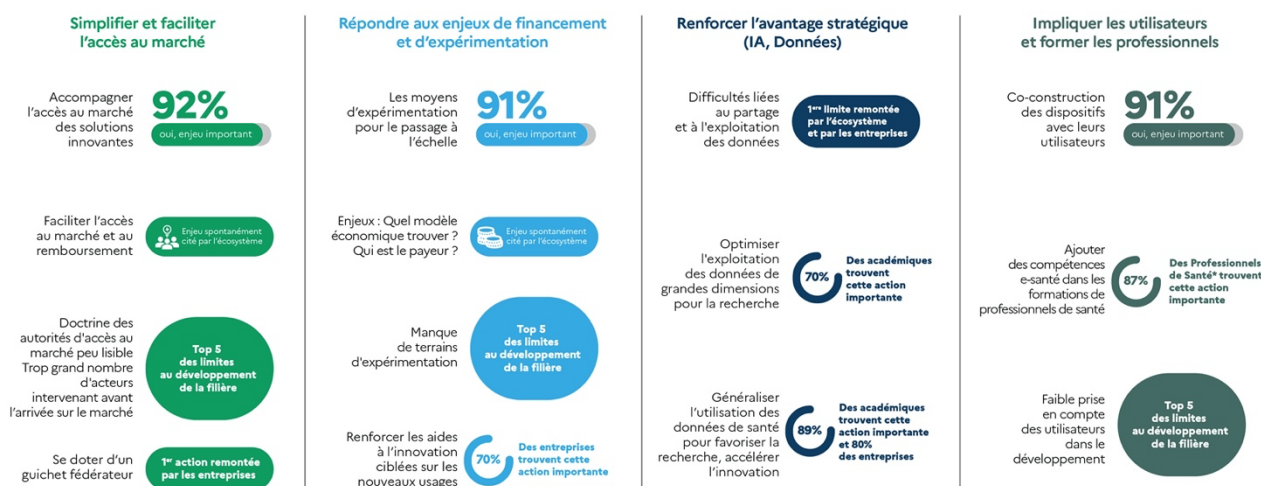 Simplifier et faciliter
l'accès au marché
Accompagner
l'accès au marché
des solutions
innovantes
92%
oui, enjeu important
Faciliter l'accès
au marché et au
remboursement
Enjeu spontanément
cité par l'écosystème
Doctrine des
autorités d'accès au
marché peu lisible
Trop grand nombre
d'acteurs
intervenant avant
l'arrivée sur le marché
Top 5
des limites
au développement
de la filière
Se doter d'un
guichet fédérateur
1er action remontée
par les entreprises
Répondre aux enjeux de financement
et d'expérimentation
Les moyens
d'expérimentation
pour le passage à
l'échelle
91%
oui, enjeu important
Enjeux : Quel modèle
économique trouver ?
Qui est le payeur ?
Enjeu spontanément
cité par l'écosystème
Manque
de terrains
d'expérimentation
Top 5
des limites
au développement
de la filière
Renforcer les aides
à l'innovation
ciblées sur les
nouveaux usages
70%
Des entreprises
trouvent cette
action importante
Renforcer l'avantage stratégique
(IA, Données)
Difficultés liées
au partage
et à l'exploitation
des données
1ere limite remontée
par l'écosystème
et par les entreprises
Optimiser
l'exploitation
des données de
grandes dimensions
pour la recherche
70%
Des académiques
trouvent
cette action
importante
Généraliser
l'utilisation des
données de santé
pour favoriser la
recherche, accélérer
l'innovation
89%
Des académiques
trouvent cette
action importante
et 80%
des entreprises
Impliquer les utilisateurs
et former les professionnels
Co-construction
des dispositifs
avec leurs
utilisateurs
91%
oui, enjeu important
Ajouter
des compétences
e-santé dans les
formations de
professionnels de santé
87%
Des Professionnels
de Santé* trouvent
cette action
importante
Faible prise
en compte
des utilisateurs
dans le
développement
Top 5
des limites
au développement
de la filière